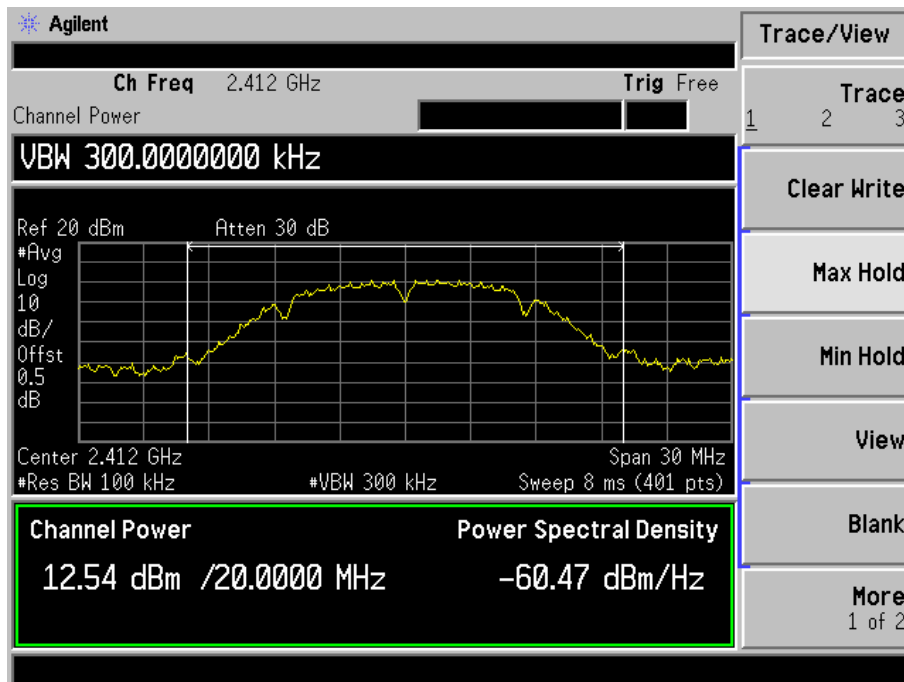 Agilent
Trace/View
Ch Freq 2.412 GHz Trig Free
Channel Power
Trace
1 2 3
VBW 300.0000000 kHz
Clear Write
Ref 20 dBm Atten 30 dB
#Avg
Log
10
dB/
Offst
0.5
dB
Max Hold
Min Hold
Center 2.412 GHz Span 30 MHz
#Res BW 100 kHz #VBW 300 kHz Sweep 8 ms (401 pts)
View
Channel Power Power Spectral Density
12.54 dBm /20.0000 MHz -60.47 dBm/Hz
Blank
More
1 of 2